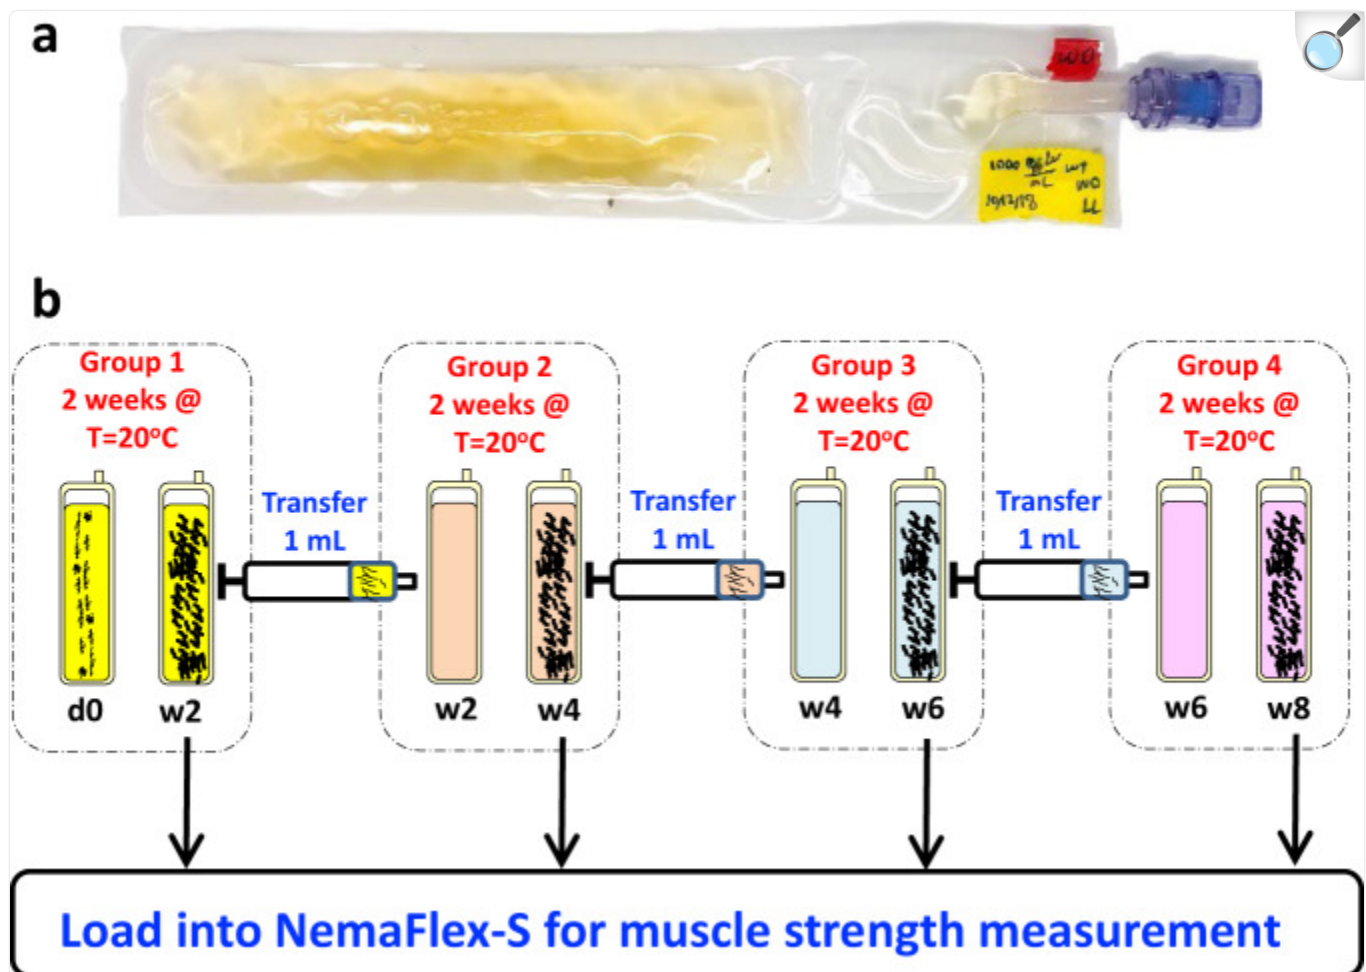 a
1000
mL
b
Group 1
2 weeks @
T=20°C
Group 2
2 weeks @
T=20°C
Group 3
2 weeks @
T=20°C
Group 4
2 weeks @
T=20°C
Transfer
1 mL
Transfer
1 mL
Transfer
1 mL
d0
w2
w2
w4
w4
w6
w6
w8
Load into NemaFlex-S for muscle strength measurement